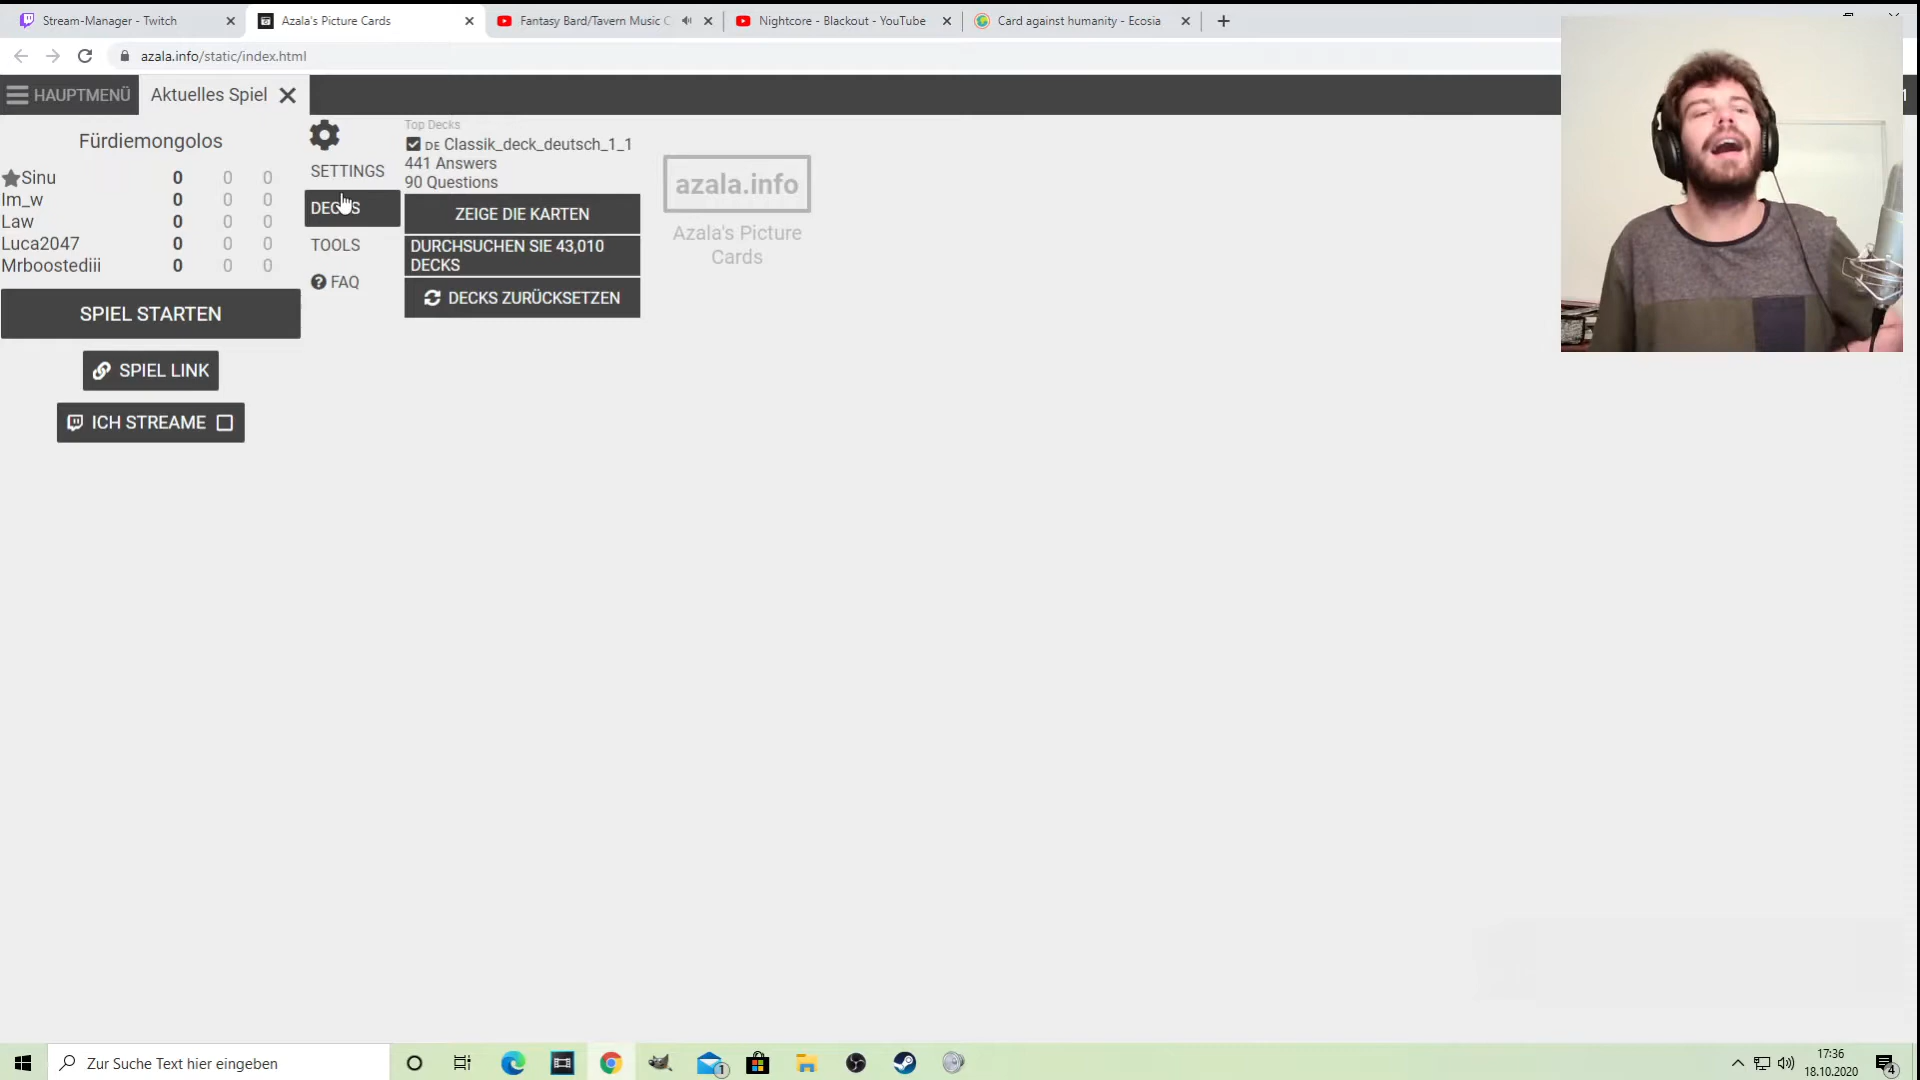 Stream-Manager - Twitch
Azala's Picture Cards
Fantasy Bard/Tavern Music C
Nightcore - Blackout - YouTube
Card against humanity - Ecosia
azala.info/static/index.html
HAUPTMENÜ
Aktuelles Spiel
1
Fürdiemongolos
Sinu 0 0 0
Im_w 0 0 0
Law 0 0 0
Luca2047 0 0 0
Mrboostediii 0 0 0
SPIEL STARTEN
SPIEL LINK
ICH STREAME
SETTINGS
DECKS
TOOLS
FAQ
Top Decks
DE Classik_deck_deutsch_1_1
441 Answers
90 Questions
ZEIGE DIE KARTEN
DURCHSUCHEN SIE 43,010
DECKS
DECKS ZURÜCKSETZEN
azala.info
Azala's Picture
Cards
Zur Suche Text hier eingeben
1
17:36
18.10.2020
4